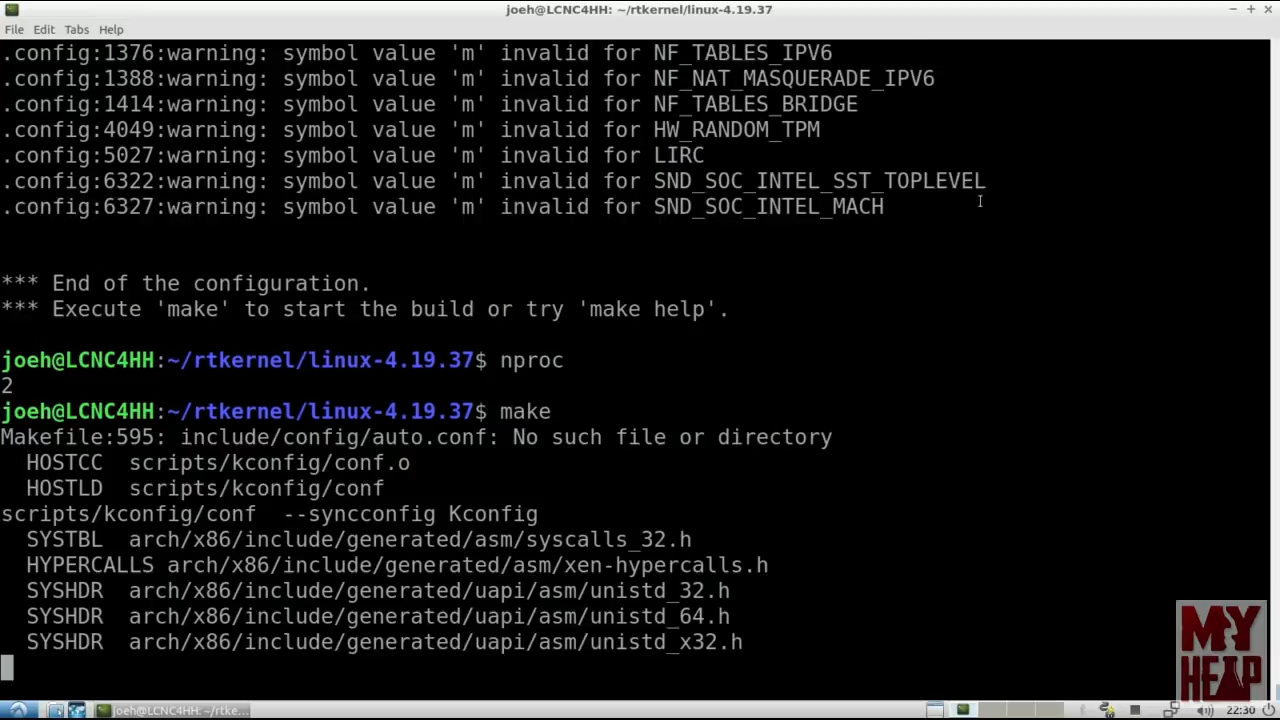 joeh@LCNC4HH: ~/rtkernel/linux-4.19.37
File Edit Tabs Help
.config:1376:warning: symbol value 'm' invalid for NF_TABLES_IPV6
.config:1388:warning: symbol value 'm' invalid for NF_NAT_MASQUERADE_IPV6
.config:1414:warning: symbol value 'm' invalid for NF_TABLES_BRIDGE
.config:4049:warning: symbol value 'm' invalid for HW_RANDOM_TPM
.config:5027:warning: symbol value 'm' invalid for LIRC
.config:6322:warning: symbol value 'm' invalid for SND_SOC_INTEL_SST_TOPLEVEL
.config:6327:warning: symbol value 'm' invalid for SND_SOC_INTEL_MACH
*** End of the configuration.
*** Execute 'make' to start the build or try 'make help'.
joeh@LCNC4HH:~/rtkernel/linux-4.19.37$ nproc
2
joeh@LCNC4HH:~/rtkernel/linux-4.19.37$ make
Makefile:595: include/config/auto.conf: No such file or directory
HOSTCC scripts/kconfig/conf.o
HOSTLD scripts/kconfig/conf
scripts/kconfig/conf --syncconfig Kconfig
SYSTBL arch/x86/include/generated/asm/syscalls_32.h
HYPERCALLS arch/x86/include/generated/asm/xen-hypercalls.h
SYSHDR arch/x86/include/generated/uapi/asm/unistd_32.h
SYSHDR arch/x86/include/generated/uapi/asm/unistd_64.h
SYSHDR arch/x86/include/generated/uapi/asm/unistd_x32.h
MY
HEAP
joeh@LCNC4HH: ~/rtke...
22:30